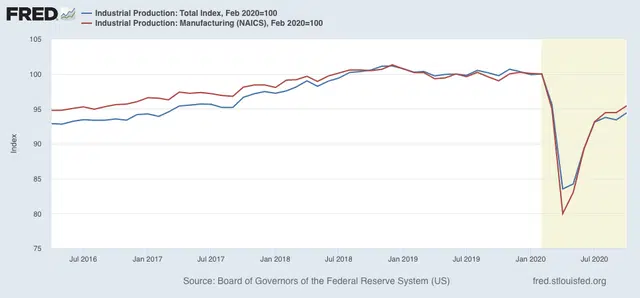 FRED
Industrial Production: Total Index, Feb 2020=100
Industrial Production: Manufacturing (NAICS), Feb 2020=100
105
100
95
90
85
80
75
Index
Jul 2016
Jan 2017
Jul 2017
Jan 2018
Jul 2018
Jan 2019
Jul 2019
Jan 2020
Jul 2020
Source: Board of Governors of the Federal Reserve System (US)
fred.stlouisfed.org